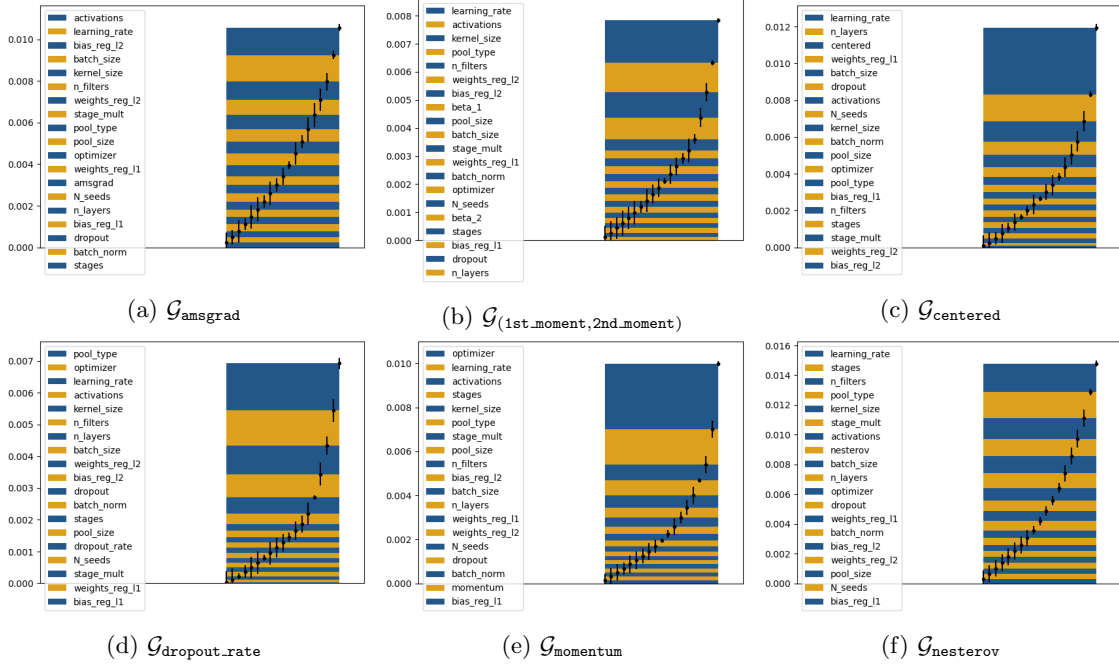 activations
learning_rate
bias_reg_l2
batch_size
kernel_size
n_filters
weights_reg_l2
stage_mult
pool_type
pool_size
optimizer
weights_reg_l1
amsgrad
N_seeds
n_layers
bias_reg_l1
dropout
batch_norm
stages
0.010
0.008
0.006
0.004
0.002
0.000
(a) G_amsgrad
learning_rate
activations
kernel_size
pool_type
n_filters
weights_reg_l2
bias_reg_l2
beta_1
pool_size
batch_size
stage_mult
weights_reg_l1
batch_norm
optimizer
N_seeds
beta_2
stages
bias_reg_l1
dropout
n_layers
0.008
0.007
0.006
0.005
0.004
0.003
0.002
0.001
0.000
(b) G_(1st_moment,2nd_moment)
learning_rate
n_layers
centered
weights_reg_l1
batch_size
dropout
activations
N_seeds
kernel_size
batch_norm
pool_size
optimizer
pool_type
bias_reg_l1
n_filters
stages
stage_mult
weights_reg_l2
bias_reg_l2
0.012
0.010
0.008
0.006
0.004
0.002
0.000
(c) G_centered
pool_type
optimizer
learning_rate
activations
kernel_size
n_filters
n_layers
batch_size
weights_reg_l2
bias_reg_l2
dropout
batch_norm
stages
pool_size
dropout_rate
N_seeds
stage_mult
weights_reg_l1
bias_reg_l1
0.007
0.006
0.005
0.004
0.003
0.002
0.001
0.000
(d) G_dropout_rate
optimizer
learning_rate
activations
stages
kernel_size
pool_type
stage_mult
pool_size
n_filters
bias_reg_l2
batch_size
n_layers
weights_reg_l1
weights_reg_l2
N_seeds
dropout
batch_norm
momentum
bias_reg_l1
0.010
0.008
0.006
0.004
0.002
0.000
(e) G_momentum
learning_rate
stages
n_filters
pool_type
kernel_size
stage_mult
activations
nesterov
batch_size
n_layers
optimizer
dropout
weights_reg_l1
batch_norm
bias_reg_l2
weights_reg_l2
pool_size
N_seeds
bias_reg_l1
0.016
0.014
0.012
0.010
0.008
0.006
0.004
0.002
0.000
(f) G_nesterov